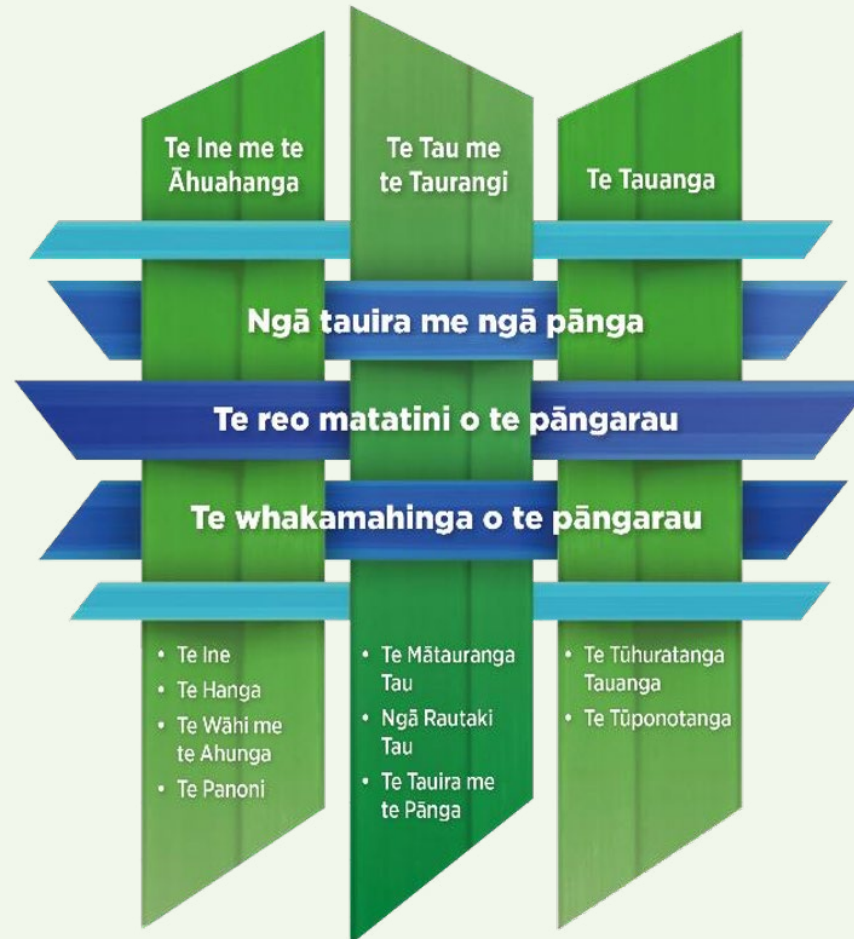 Te Ine me te
Āhuahanga
Te Tau me
te Taurangi
Te Tauanga
Ngā tauira me ngā pānga
Te reo matatini o te pāngarau
Te whakamahinga o te pāngarau
• Te Ine
• Te Hanga
• Te Wāhi me
te Ahunga
• Te Panoni
• Te Mātauranga
Tau
• Ngā Rautaki
Tau
• Te Tauira me
te Pānga
• Te Tūhuratanga
Tauanga
• Te Tūponotanga